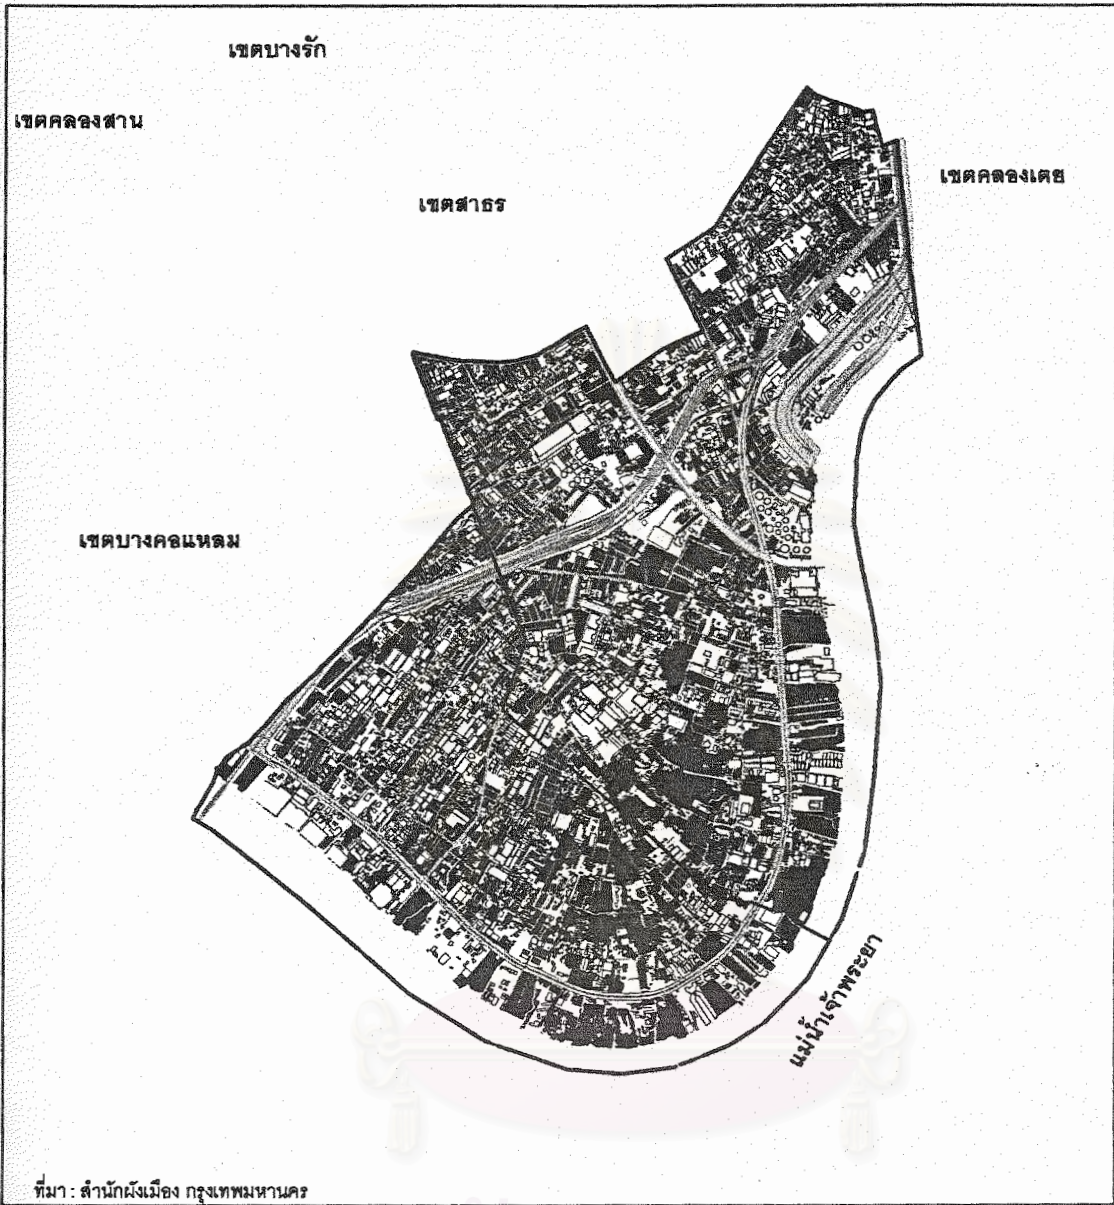 เขตบางรัก
เขตคลองสาน
เขตคลองเตย
เขตสาธร
เขตบางคอแหลม
แม่น้ำเจ้าพระยา
ที่มา : สำนักผังเมือง กรุงเทพมหานคร